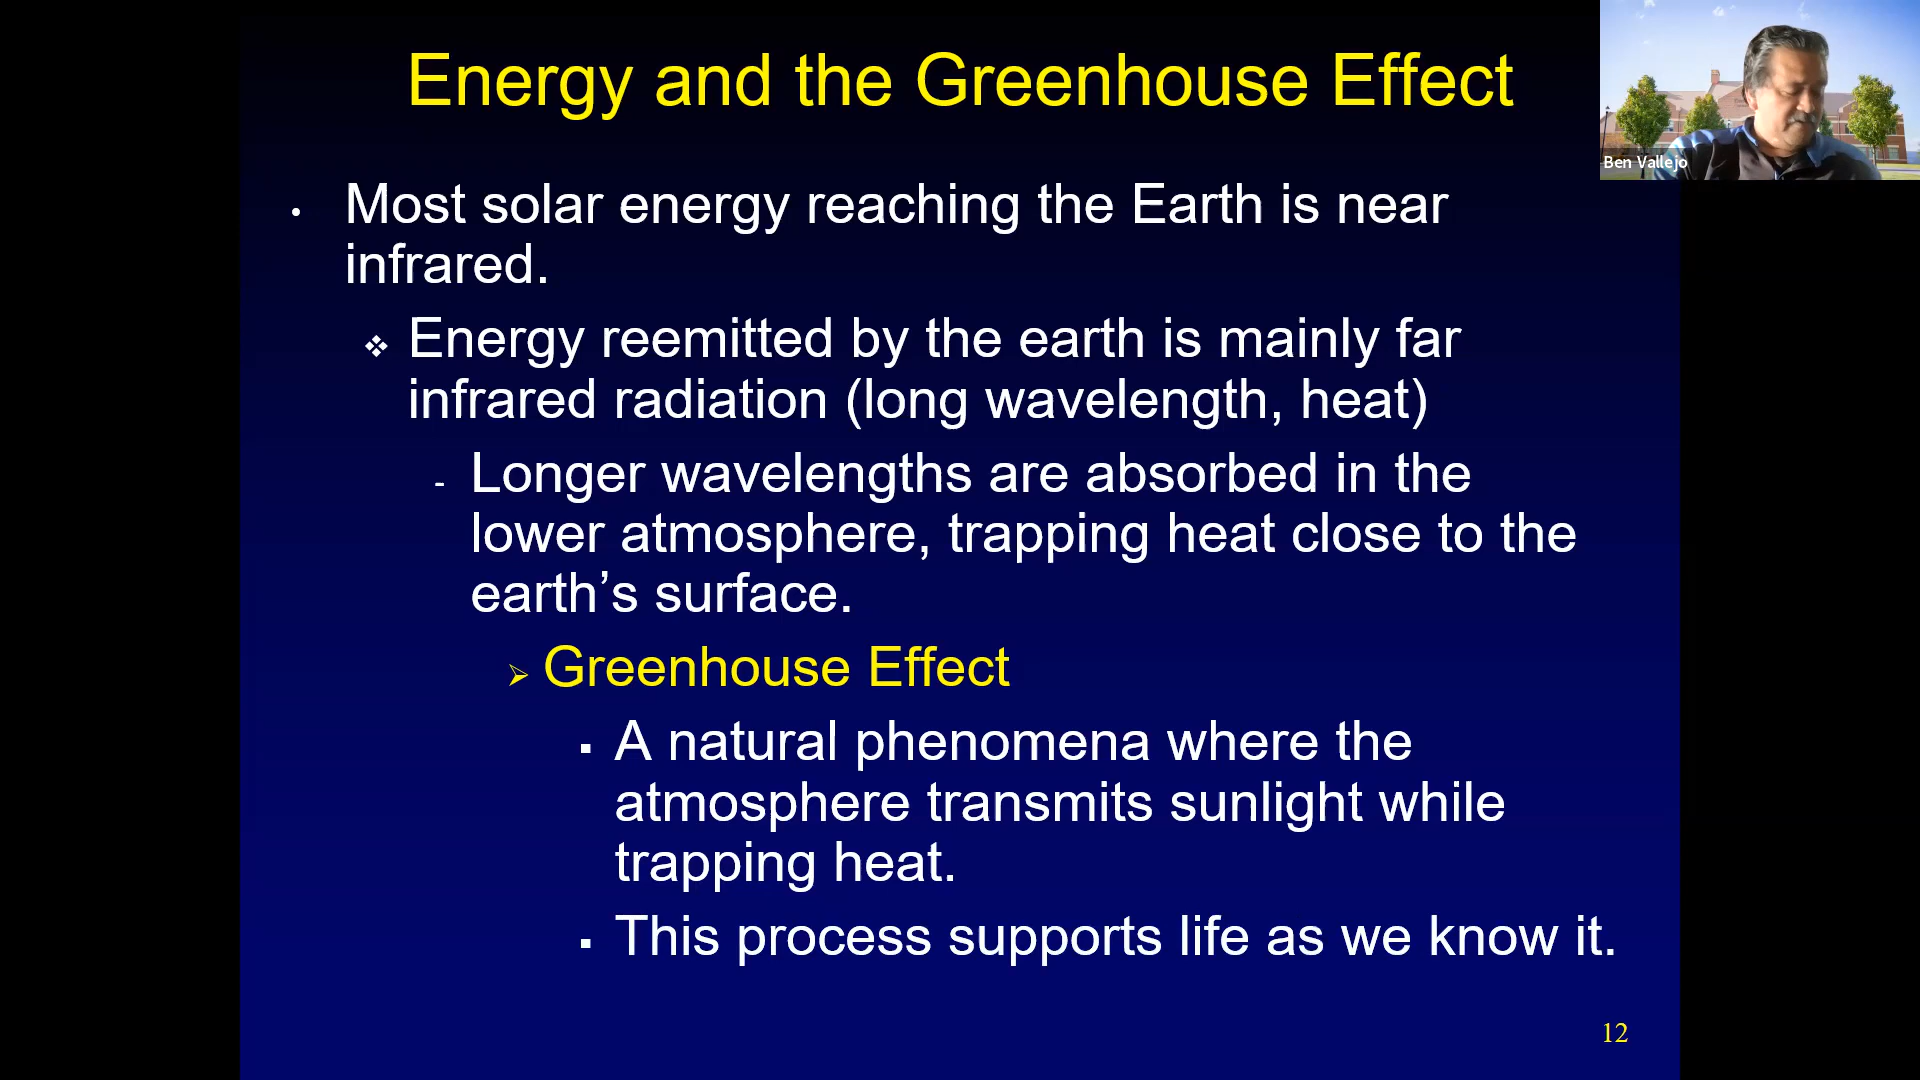 Energy and the Greenhouse Effect
Ben Vallejo
• Most solar energy reaching the Earth is near
infrared.
❖ Energy reemitted by the earth is mainly far
infrared radiation (long wavelength, heat)
- Longer wavelengths are absorbed in the
lower atmosphere, trapping heat close to the
earth’s surface.
➢ Greenhouse Effect
▪ A natural phenomena where the
atmosphere transmits sunlight while
trapping heat.
▪ This process supports life as we know it.
12